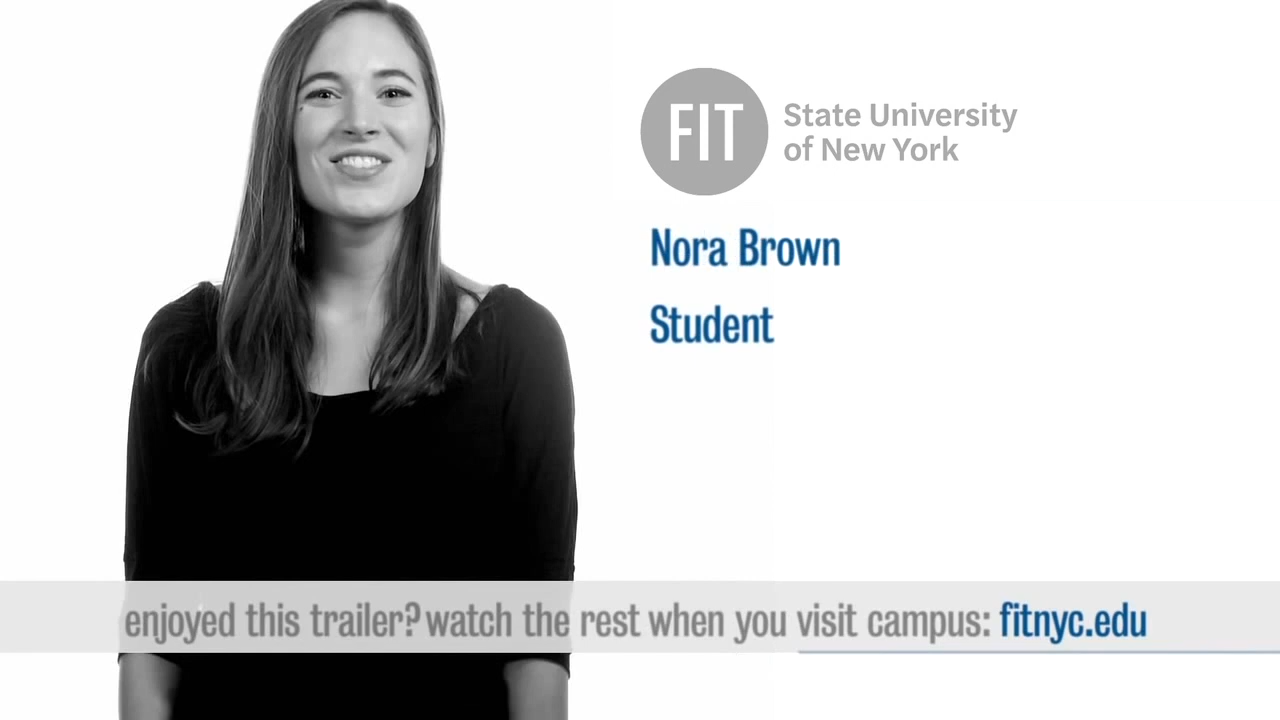 FIT
State University
of New York
Nora Brown
Student
enjoyed this trailer? watch the rest when you visit campus: fitnyc.edu